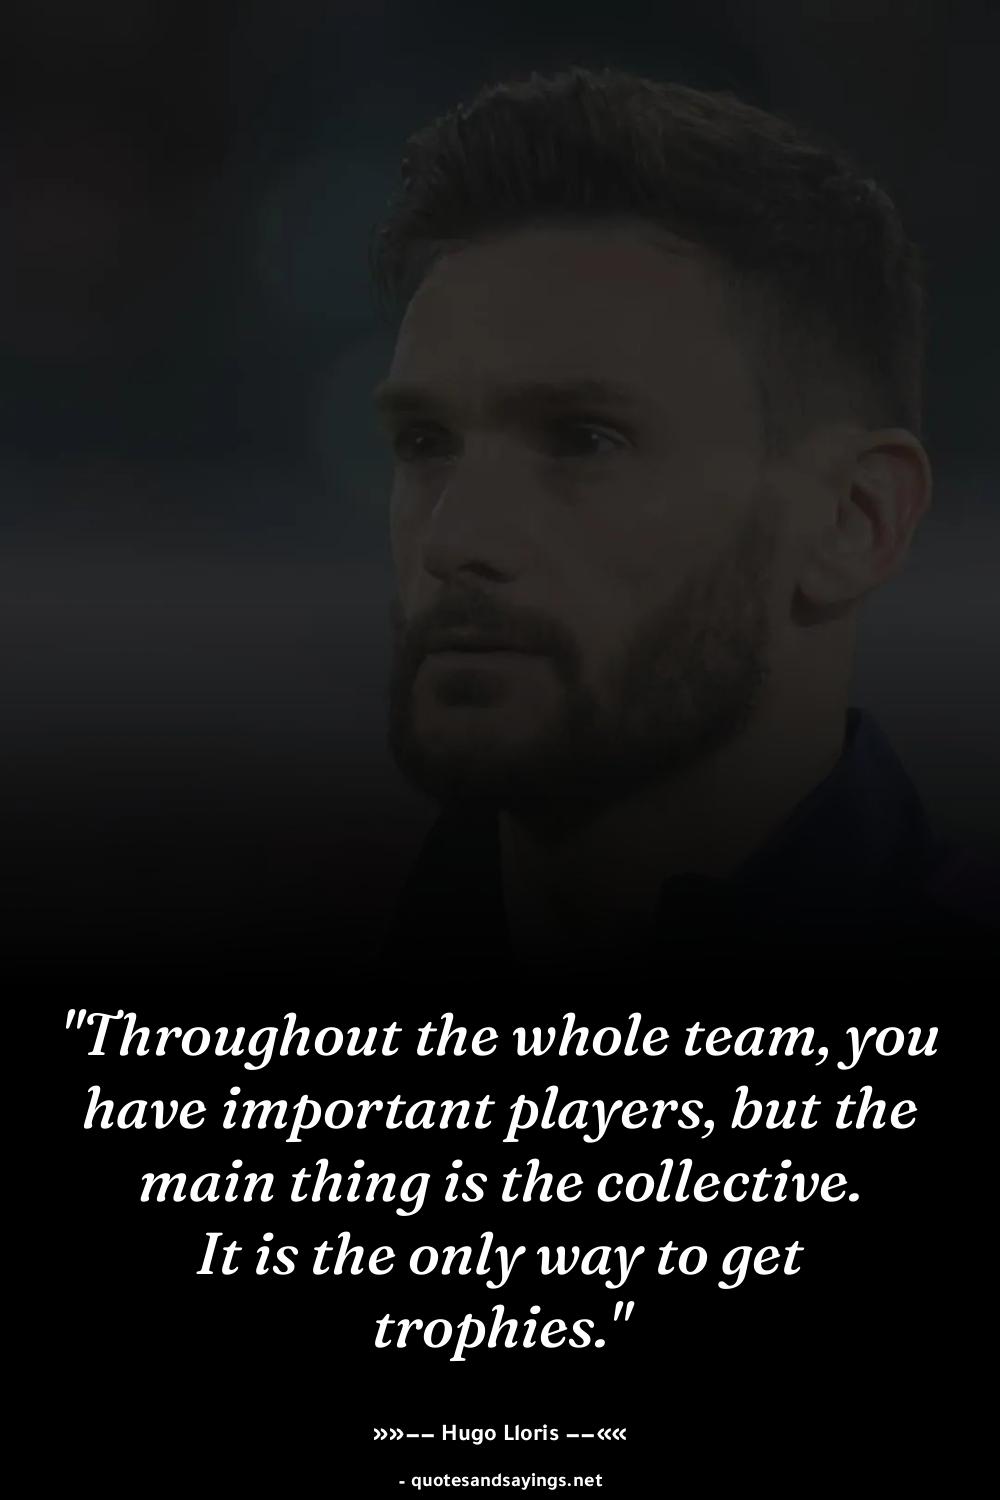 "Throughout the whole team, you
have important players, but the
main thing is the collective.
It is the only way to get
trophies."
»»–– Hugo Lloris ––««
- quotesandsayings.net